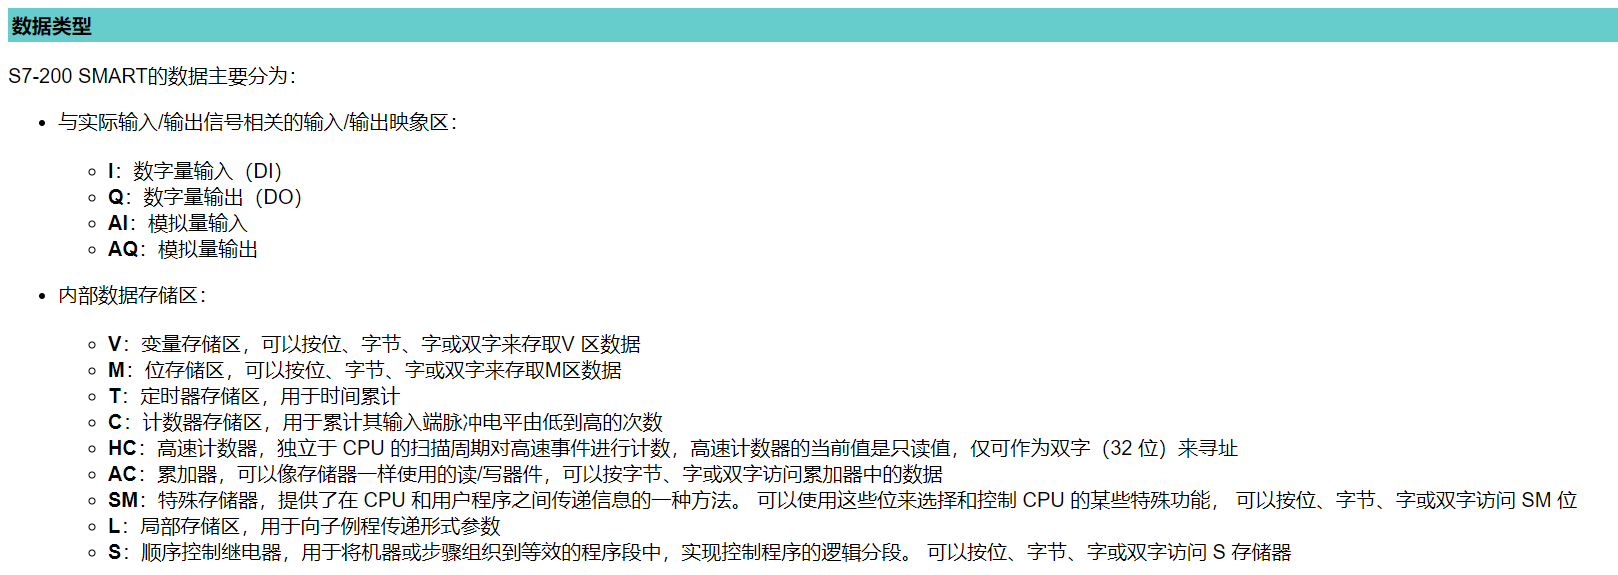 数据类型
S7-200 SMART的数据主要分为：
与实际输入/输出信号相关的输入/输出映象区：
I：数字量输入（DI）
Q：数字量输出（DO）
AI：模拟量输入
AQ：模拟量输出
内部数据存储区：
V：变量存储区，可以按位、字节、字或双字来存取V 区数据
M：位存储区，可以按位、字节、字或双字来存取M区数据
T：定时器存储区，用于时间累计
C：计数器存储区，用于累计其输入端脉冲电平由低到高的次数
HC：高速计数器，独立于 CPU 的扫描周期对高速事件进行计数，高速计数器的当前值是只读值，仅可作为双字（32 位）来寻址
AC：累加器，可以像存储器一样使用的读/写器件，可以按字节、字或双字访问累加器中的数据
SM：特殊存储器，提供了在 CPU 和用户程序之间传递信息的一种方法。 可以使用这些位来选择和控制 CPU 的某些特殊功能， 可以按位、字节、字或双字访问 SM 位
L：局部存储区，用于向子例程传递形式参数
S：顺序控制继电器，用于将机器或步骤组织到等效的程序段中，实现控制程序的逻辑分段。 可以按位、字节、字或双字访问 S 存储器